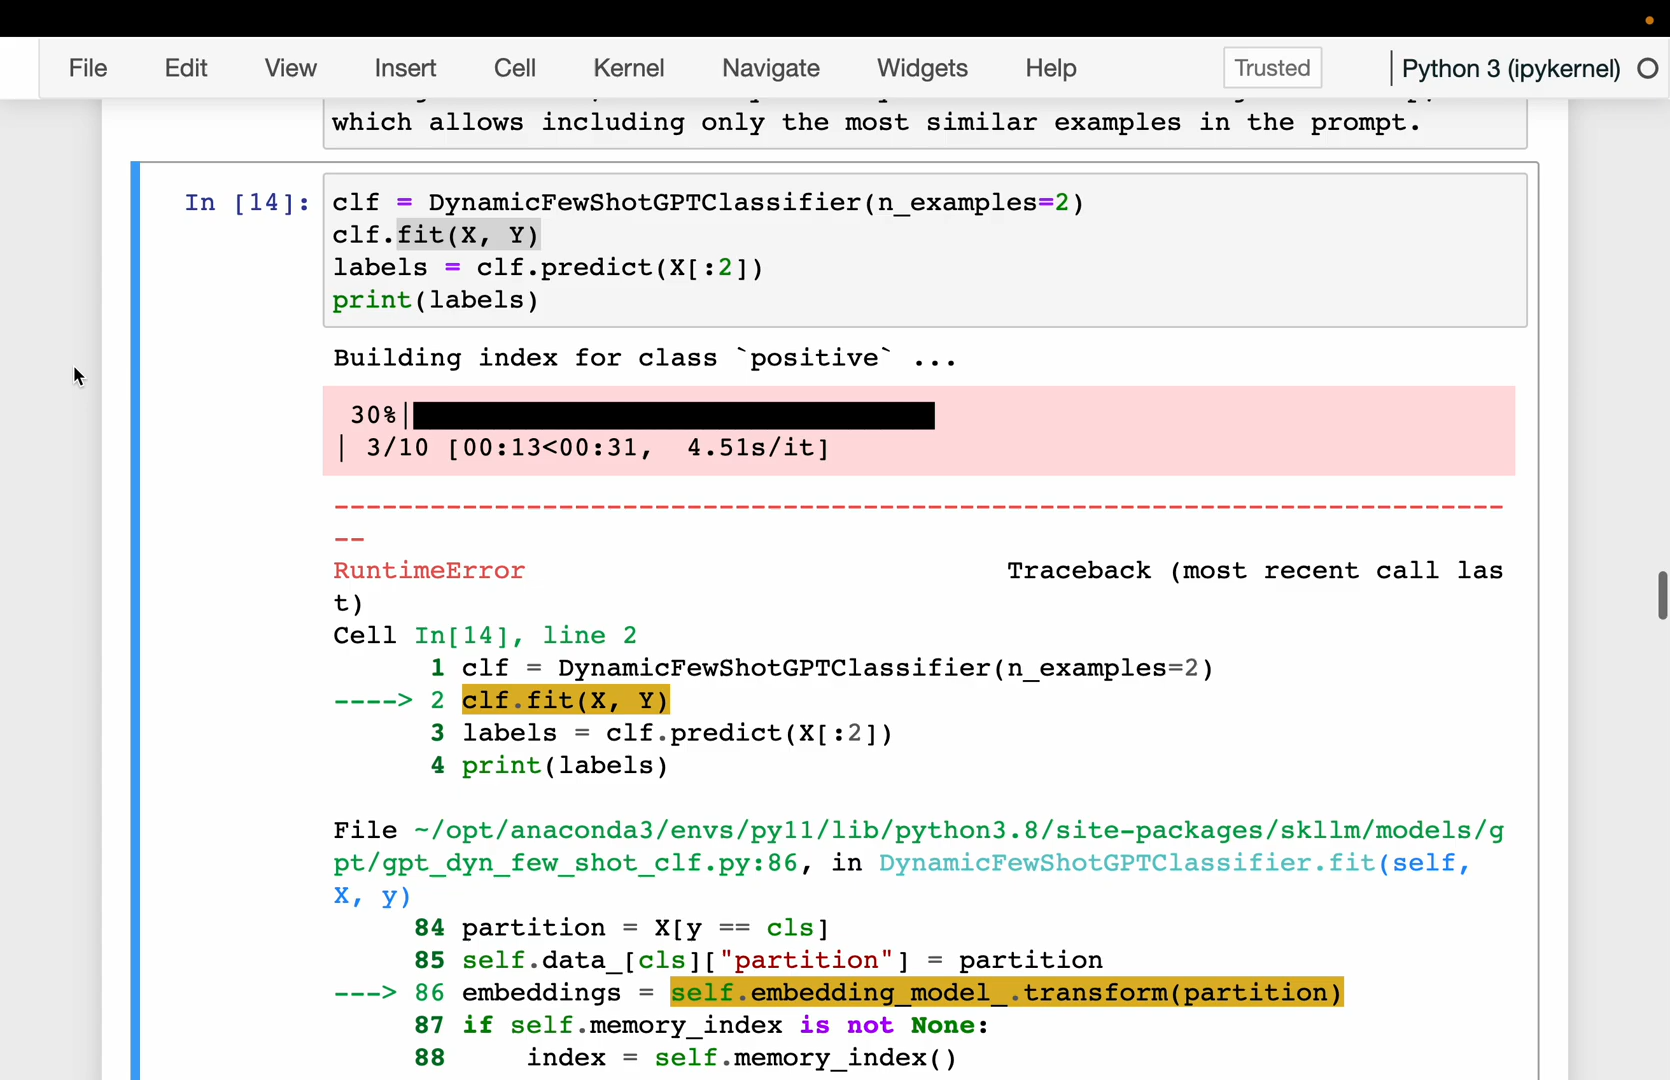 File Edit View Insert Cell Kernel Navigate Widgets Help Trusted Python 3 (ipykernel)
which allows including only the most similar examples in the prompt.
In [14]: clf = DynamicFewShotGPTClassifier(n_examples=2)
clf.fit(X, Y)
labels = clf.predict(X[:2])
print(labels)
Building index for class `positive` ...
30%|
| 3/10 [00:13<00:31, 4.51s/it]
-------------------------------------------------------------------------
--
RuntimeError Traceback (most recent call las
t)
Cell In[14], line 2
1 clf = DynamicFewShotGPTClassifier(n_examples=2)
----> 2 clf.fit(X, Y)
3 labels = clf.predict(X[:2])
4 print(labels)
File ~/opt/anaconda3/envs/py11/lib/python3.8/site-packages/skllm/models/g
pt/gpt_dyn_few_shot_clf.py:86, in DynamicFewShotGPTClassifier.fit(self,
X, y)
84 partition = X[y == cls]
85 self.data_[cls]["partition"] = partition
---> 86 embeddings = self.embedding_model_.transform(partition)
87 if self.memory_index is not None:
88 index = self.memory_index()